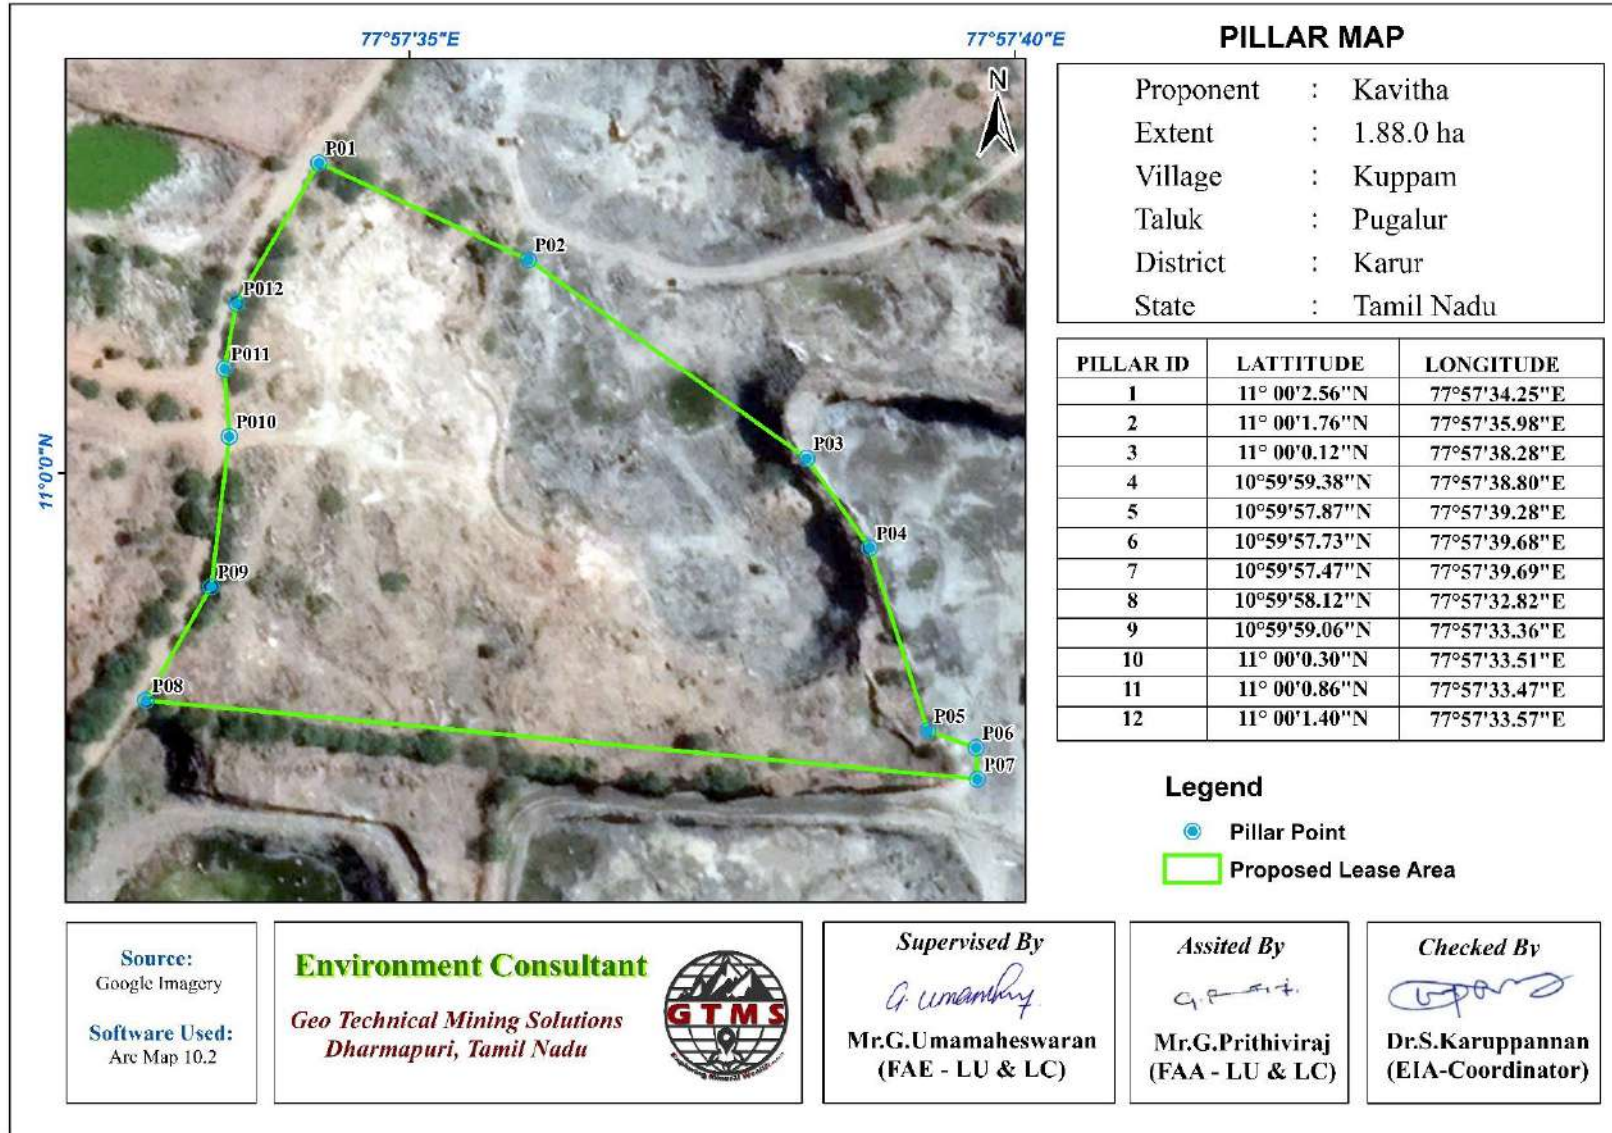 77°57'35"E
77°57'40"E
11°0'0"N
N
P01
P02
P012
P011
P010
P03
P04
P09
P08
P05
P06
P07
PILLAR MAP
Proponent : Kavitha
Extent : 1.88.0 ha
Village : Kuppam
Taluk : Pugalur
District : Karur
State : Tamil Nadu
PILLAR ID LATTITUDE LONGITUDE
1 11° 00'2.56"N 77°57'34.25"E
2 11° 00'1.76"N 77°57'35.98"E
3 11° 00'0.12"N 77°57'38.28"E
4 10°59'59.38"N 77°57'38.80"E
5 10°59'57.87"N 77°57'39.28"E
6 10°59'57.73"N 77°57'39.68"E
7 10°59'57.47"N 77°57'39.69"E
8 10°59'58.12"N 77°57'32.82"E
9 10°59'59.06"N 77°57'33.36"E
10 11° 00'0.30"N 77°57'33.51"E
11 11° 00'0.86"N 77°57'33.47"E
12 11° 00'1.40"N 77°57'33.57"E
Legend
Pillar Point
Proposed Lease Area
Source:
Google Imagery
Software Used:
Arc Map 10.2
Environment Consultant
Geo Technical Mining Solutions
Dharmapuri, Tamil Nadu
GTMS
Supervised By
Mr.G.Umamaheswaran
(FAE - LU & LC)
Assited By
Mr.G.Prithiviraj
(FAA - LU & LC)
Checked By
Dr.S.Karuppannan
(EIA-Coordinator)